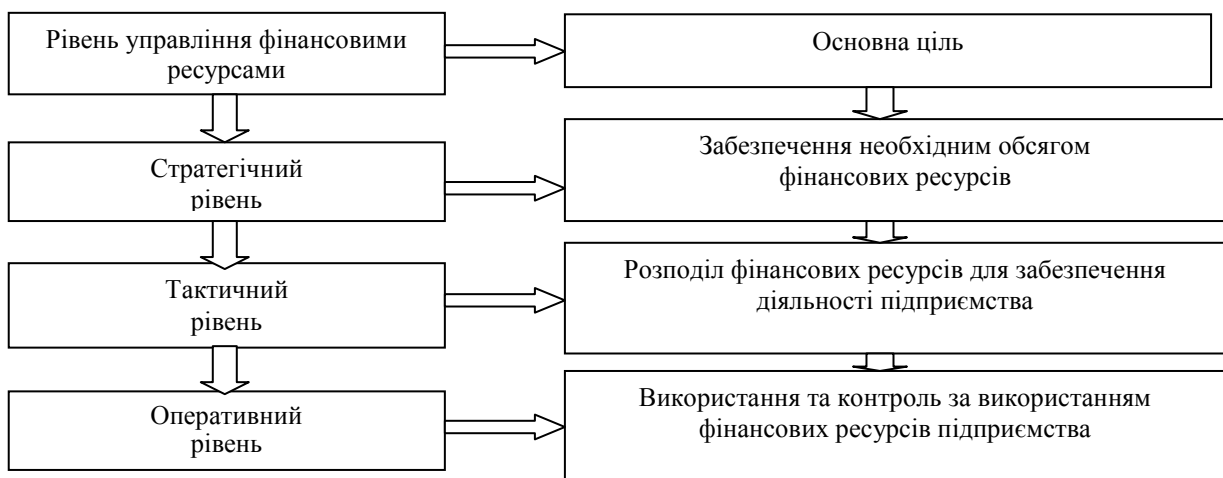 Рівень управління фінансовими
ресурсами
Основна ціль
Стратегічний
рівень
Забезпечення необхідним обсягом
фінансових ресурсів
Тактичний
рівень
Розподіл фінансових ресурсів для забезпечення
діяльності підприємства
Оперативний
рівень
Використання та контроль за використанням
фінансових ресурсів підприємства